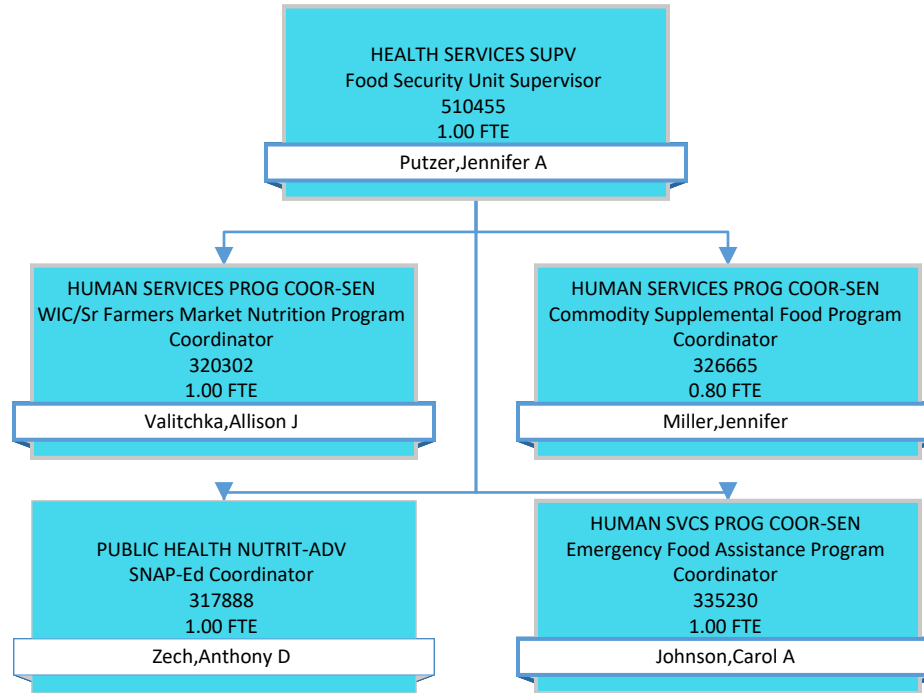 HEALTH SERVICES SUPV
Food Security Unit Supervisor
510455
1.00 FTE
Putzer,Jennifer A
HUMAN SERVICES PROG COOR-SEN
WIC/Sr Farmers Market Nutrition Program
Coordinator
320302
1.00 FTE
Valitchka,Allison J
HUMAN SERVICES PROG COOR-SEN
Commodity Supplemental Food Program
Coordinator
326665
0.80 FTE
Miller,Jennifer
PUBLIC HEALTH NUTRIT-ADV
SNAP-Ed Coordinator
317888
1.00 FTE
Zech,Anthony D
HUMAN SVCS PROG COOR-SEN
Emergency Food Assistance Program
Coordinator
335230
1.00 FTE
Johnson,Carol A